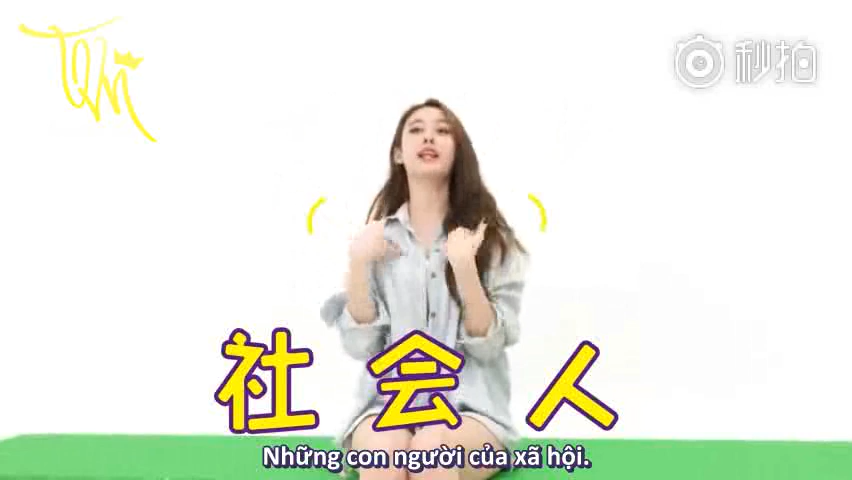 秒拍
社会人
Những con người của xã hội.